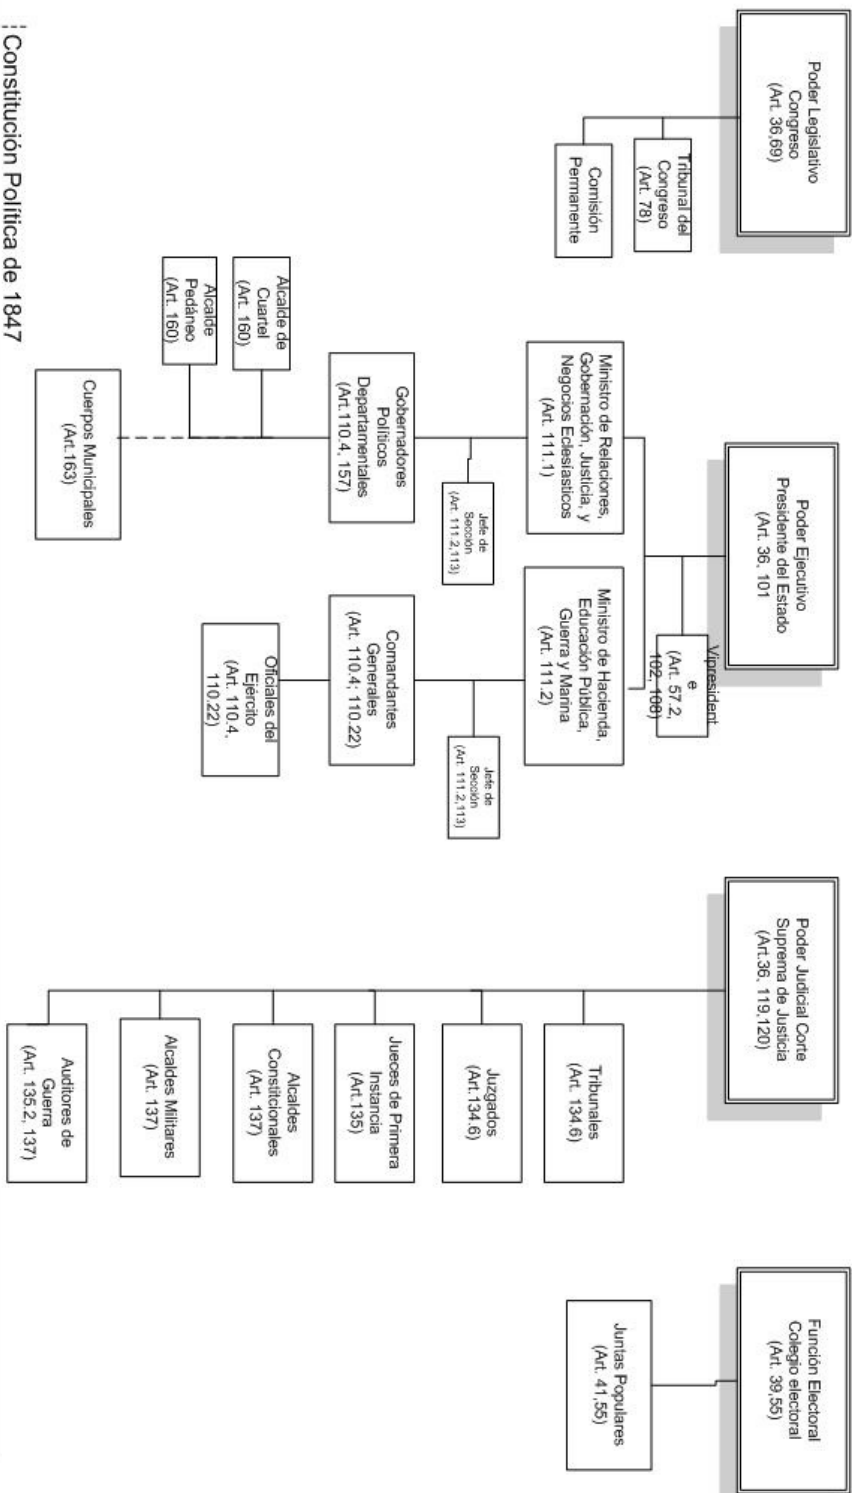 Poder Legislativo
Congreso
(Art. 36,69)
Tribunal del
Congreso
(Art. 78)
Comisión
Permanente
Poder Ejecutivo
Presidente del Estado
(Art. 36, 101
Vipresident
e
(Art. 57.2,
102, 108)
Ministro de Relaciones,
Gobernación, Justicia, y
Negocios Eclesiasticos
(Art. 111.1)
Ministro de Hacienda,
Educación Pública,
Guerra y Marina
(Art. 111.2)
Jefe de
Sección
(Art. 111.2,113)
Jefe de
Sección
(Art. 111.2,113)
Gobernadores
Políticos
Departamentales
(Art.110.4, 157)
Comandantes
Generales
(Art. 110.4; 110.22)
Alcalde de
Cuartel
(Art. 160)
Alcalde
Pedáneo
(Art. 160)
Oficiales del
Ejército
(Art. 110.4,
110.22)
Cuerpos Municipales
(Art.163)
Poder Judicial Corte
Suprema de Justicia
(Art.36, 119,120)
Tribunales
(Art. 134.6)
Juzgados
(Art.134.6)
Jueces de Primera
Instancia
(Art.135)
Alcaldes
Constitcionales
(Art. 137)
Alcaldes Militares
(Art. 137)
Auditores de
Guerra
(Art. 135.2, 137)
Función Electoral
Colegio electoral
(Art. 39,55)
Juntas Populares
(Art. 41,55)
Constitución Política de 1847